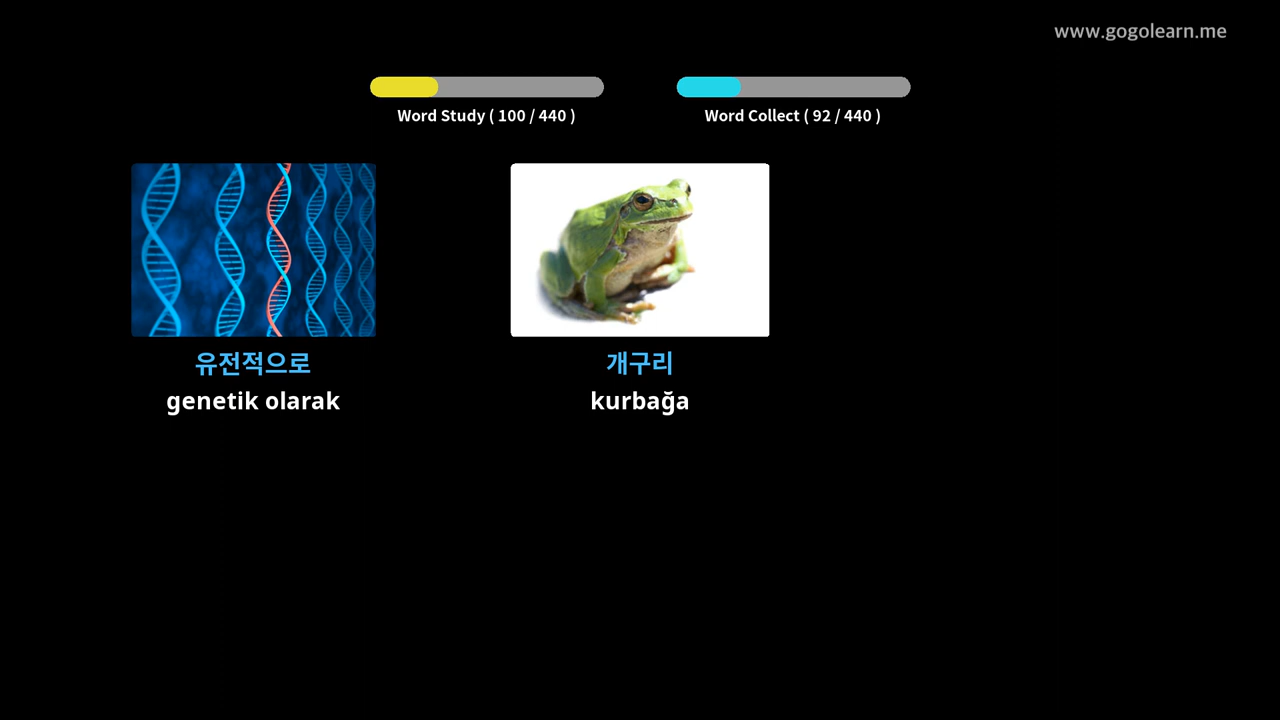 www.gogolearn.me
Word Study ( 100 / 440 )
Word Collect ( 92 / 440 )
유전적으로
genetik olarak
개구리
kurbağa